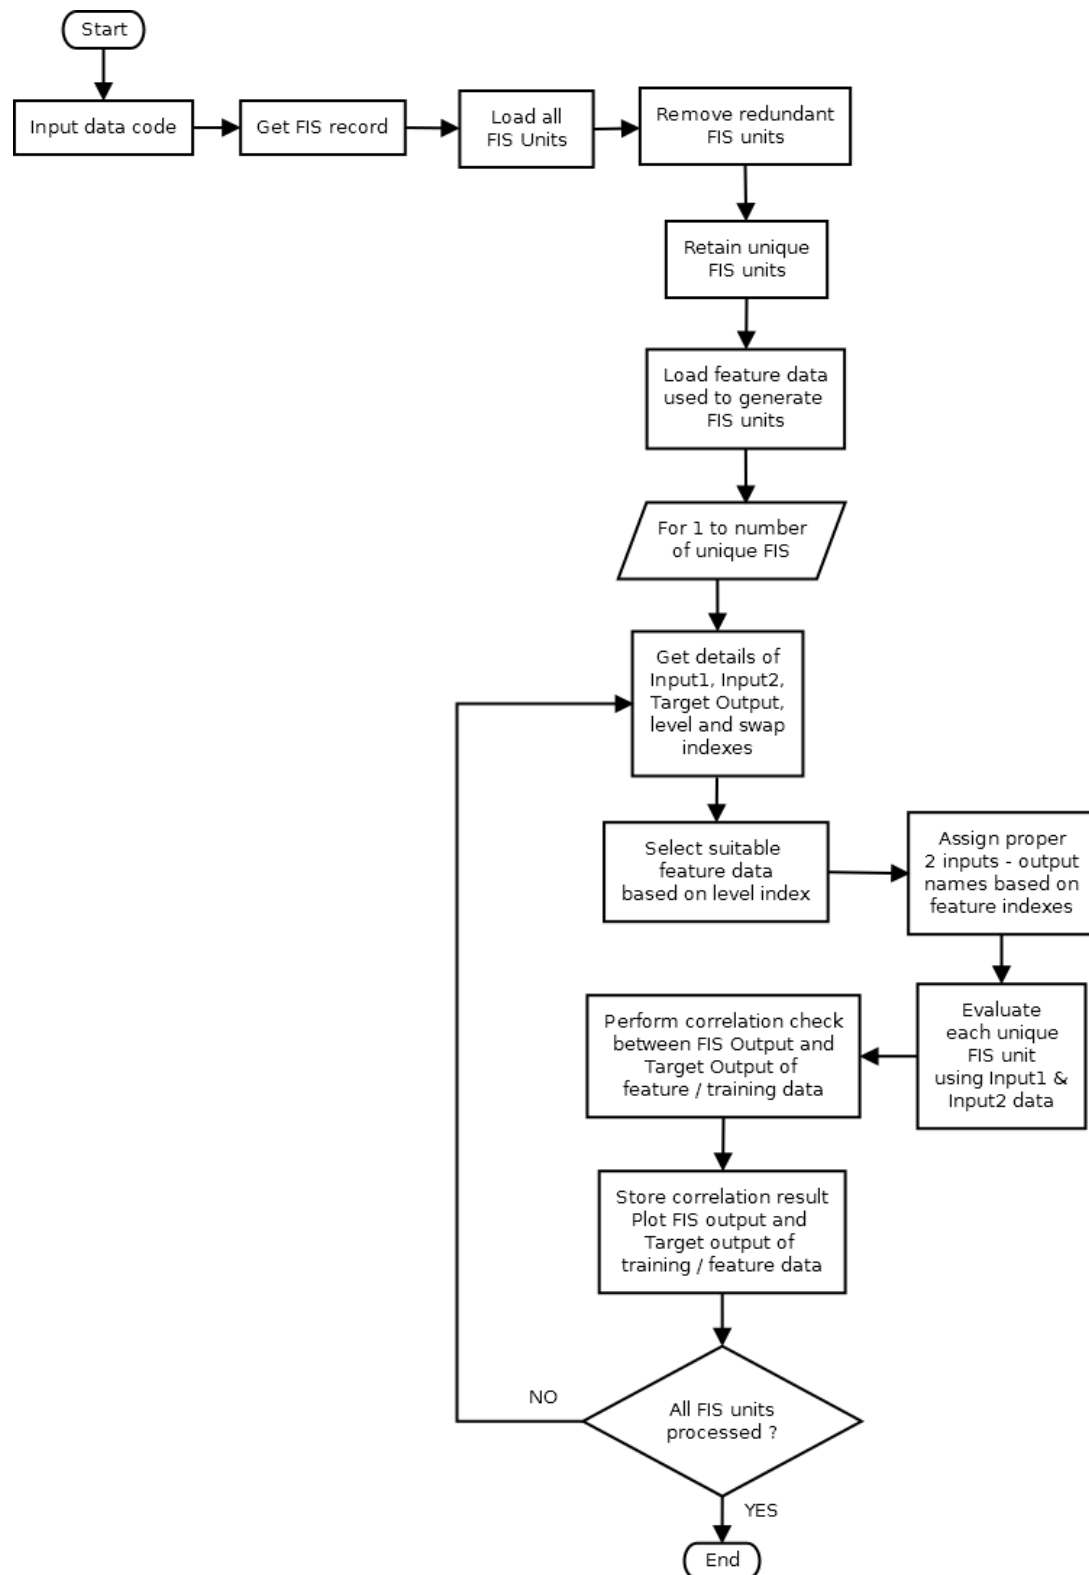 Start
Input data code
Get FIS record
Load all
FIS Units
Remove redundant
FIS units
Retain unique
FIS units
Load feature data
used to generate
FIS units
For 1 to number
of unique FIS
Get details of
Input1, Input2,
Target Output,
level and swap
indexes
Select suitable
feature data
based on level index
Assign proper
2 inputs - output
names based on
feature indexes
Evaluate
each unique
FIS unit
using Input1 &
Input2 data
Perform correlation check
between FIS Output and
Target Output of
feature / training data
Store correlation result
Plot FIS output and
Target output of
training / feature data
All FIS units
processed ?
NO
YES
End